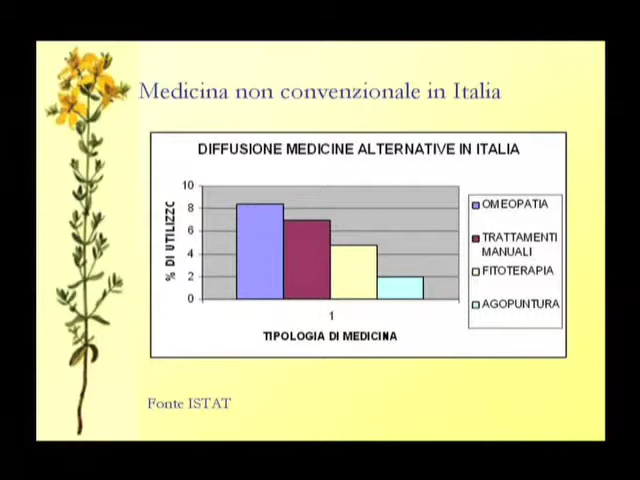 Medicina non convenzionale in Italia
DIFFUSIONE MEDICINE ALTERNATIVE IN ITALIA
% DI UTILIZZO
10
8
6
4
2
0
1
TIPOLOGIA DI MEDICINA
OMEOPATIA
TRATTAMENTI
MANUALI
FITOTERAPIA
AGOPUNTURA
Fonte ISTAT